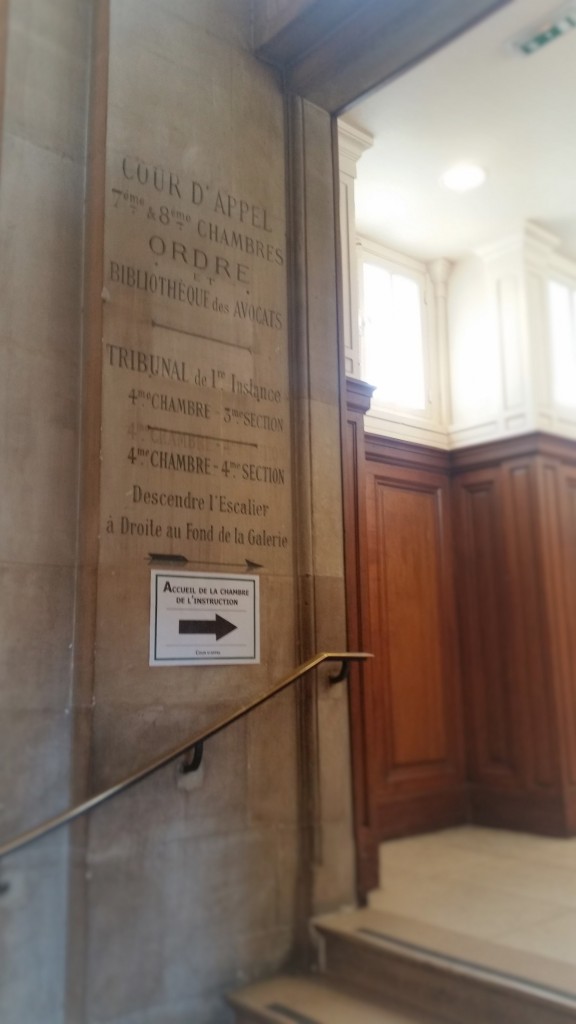 COUR D'APPEL
7ème & 8ème CHAMBRES
ORDRE
ET
BIBLIOTHÈQUE des AVOCATS
TRIBUNAL de 1re Instance
4me CHAMBRE - 3me SECTION
4me CHAMBRE - 4me SECTION
Descendre l'Escalier
à Droite au Fond de la Galerie
ACCUEIL DE LA CHAMBRE
DE L'INSTRUCTION